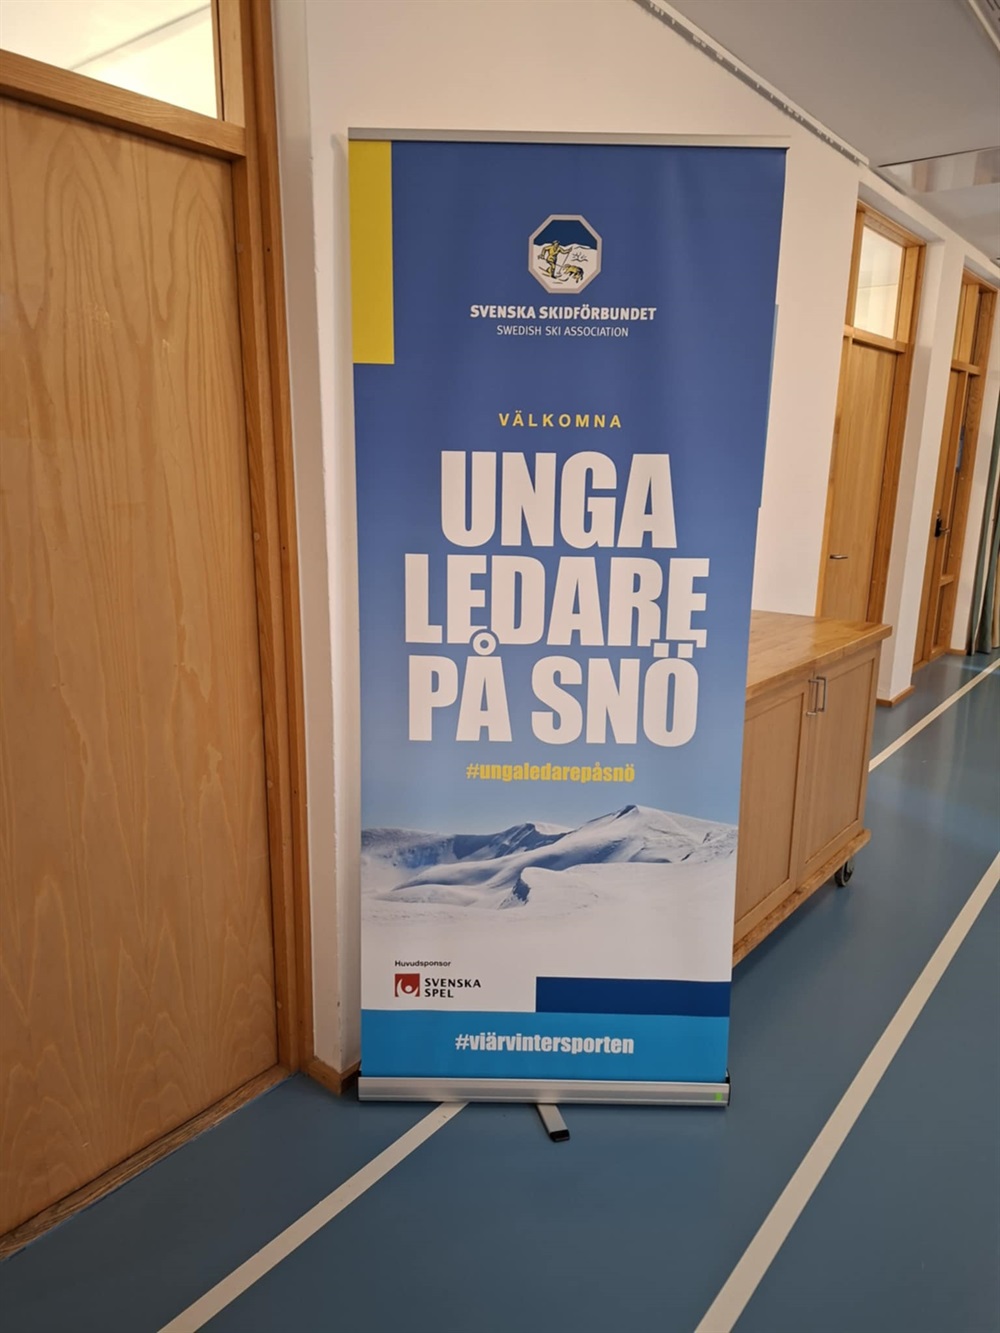 SVENSKA SKIDFÖRBUNDET
SWEDISH SKI ASSOCIATION
VÄLKOMNA
UNGA
LEDARE
PÅ SNÖ
#ungaledarepåsnö
Huvudsponsor
SVENSKA
SPEL
#viärvintersporten